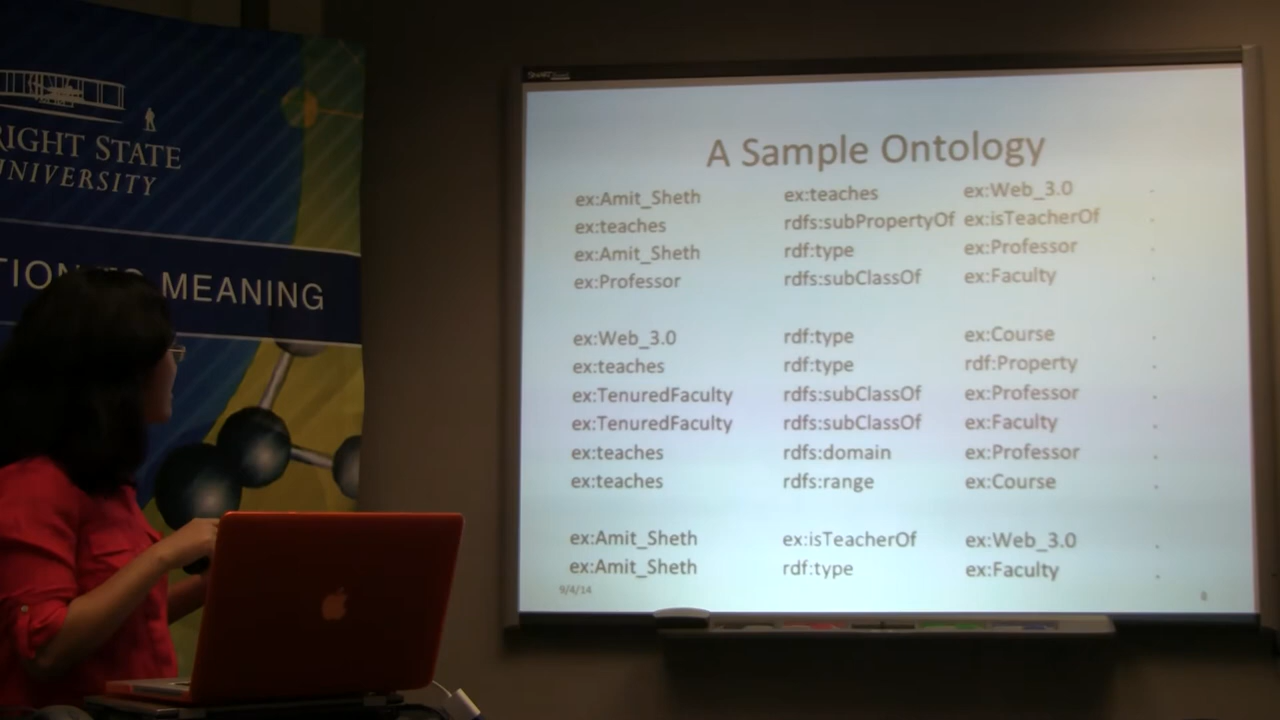 RIGHT STATE
UNIVERSITY
TION TO MEANING
SMART
A Sample Ontology
ex:Amit_Sheth ex:teaches ex:Web_3.0 .
ex:teaches rdfs:subPropertyOf ex:isTeacherOf .
ex:Amit_Sheth rdf:type ex:Professor .
ex:Professor rdfs:subClassOf ex:Faculty .
ex:Web_3.0 rdf:type ex:Course .
ex:teaches rdf:type rdf:Property .
ex:TenuredFaculty rdfs:subClassOf ex:Professor .
ex:TenuredFaculty rdfs:subClassOf ex:Faculty .
ex:teaches rdfs:domain ex:Professor .
ex:teaches rdfs:range ex:Course .
ex:Amit_Sheth ex:isTeacherOf ex:Web_3.0 .
ex:Amit_Sheth rdf:type ex:Faculty .
9/4/14 8